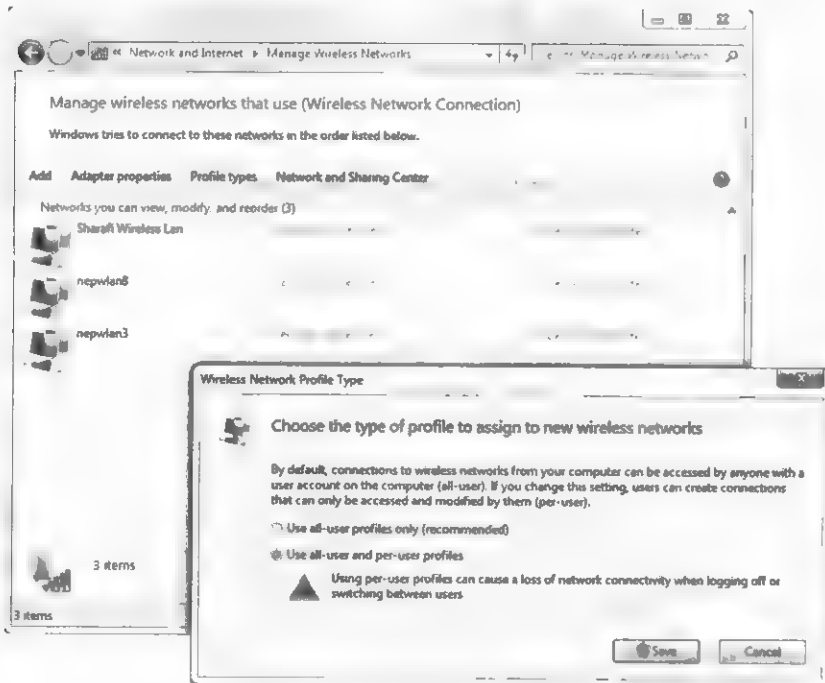 Network and Internet Manage Wireless Networks
Manage Wireless
Manage wireless networks that use (Wireless Network Connection)
Windows tries to connect to these networks in the order listed below.
Add Adapter properties Profile types Network and Sharing Center
Networks you can view, modify, and reorder (3)
Sharafi Wireless Lan
nepwlan8
nepwlan3
Wireless Network Profile Type
Choose the type of profile to assign to new wireless networks
By default, connections to wireless networks from your computer can be accessed by anyone with a
user account on the computer (all-user). If you change this setting, users can create connections
that can only be accessed and modified by them (per-user).
Use all-user profiles only (recommended)
Use all-user and per-user profiles
Using per-user profiles can cause a loss of network connectivity when logging off or
switching between users
3 items
3 items
Save Cancel